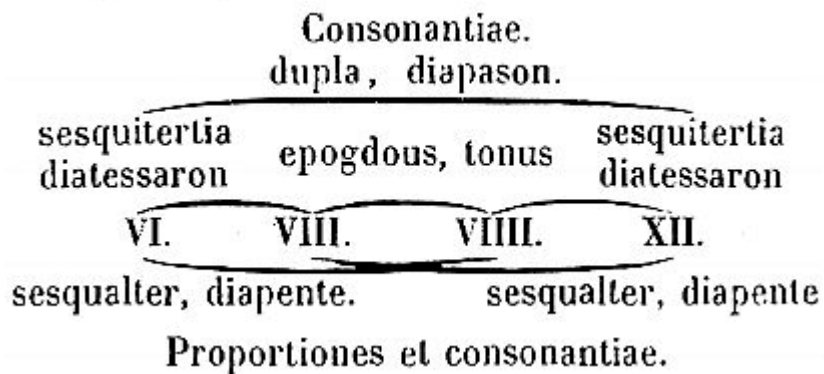 Consonantiae.
dupla, diapason.
sesquitertia epogdous, tonus sesquitertia
diatessaron diatessaron
VI. VIII. VIIII. XII.
sesqualter, diapente. sesqualter, diapente
Proportiones et consonantiae.